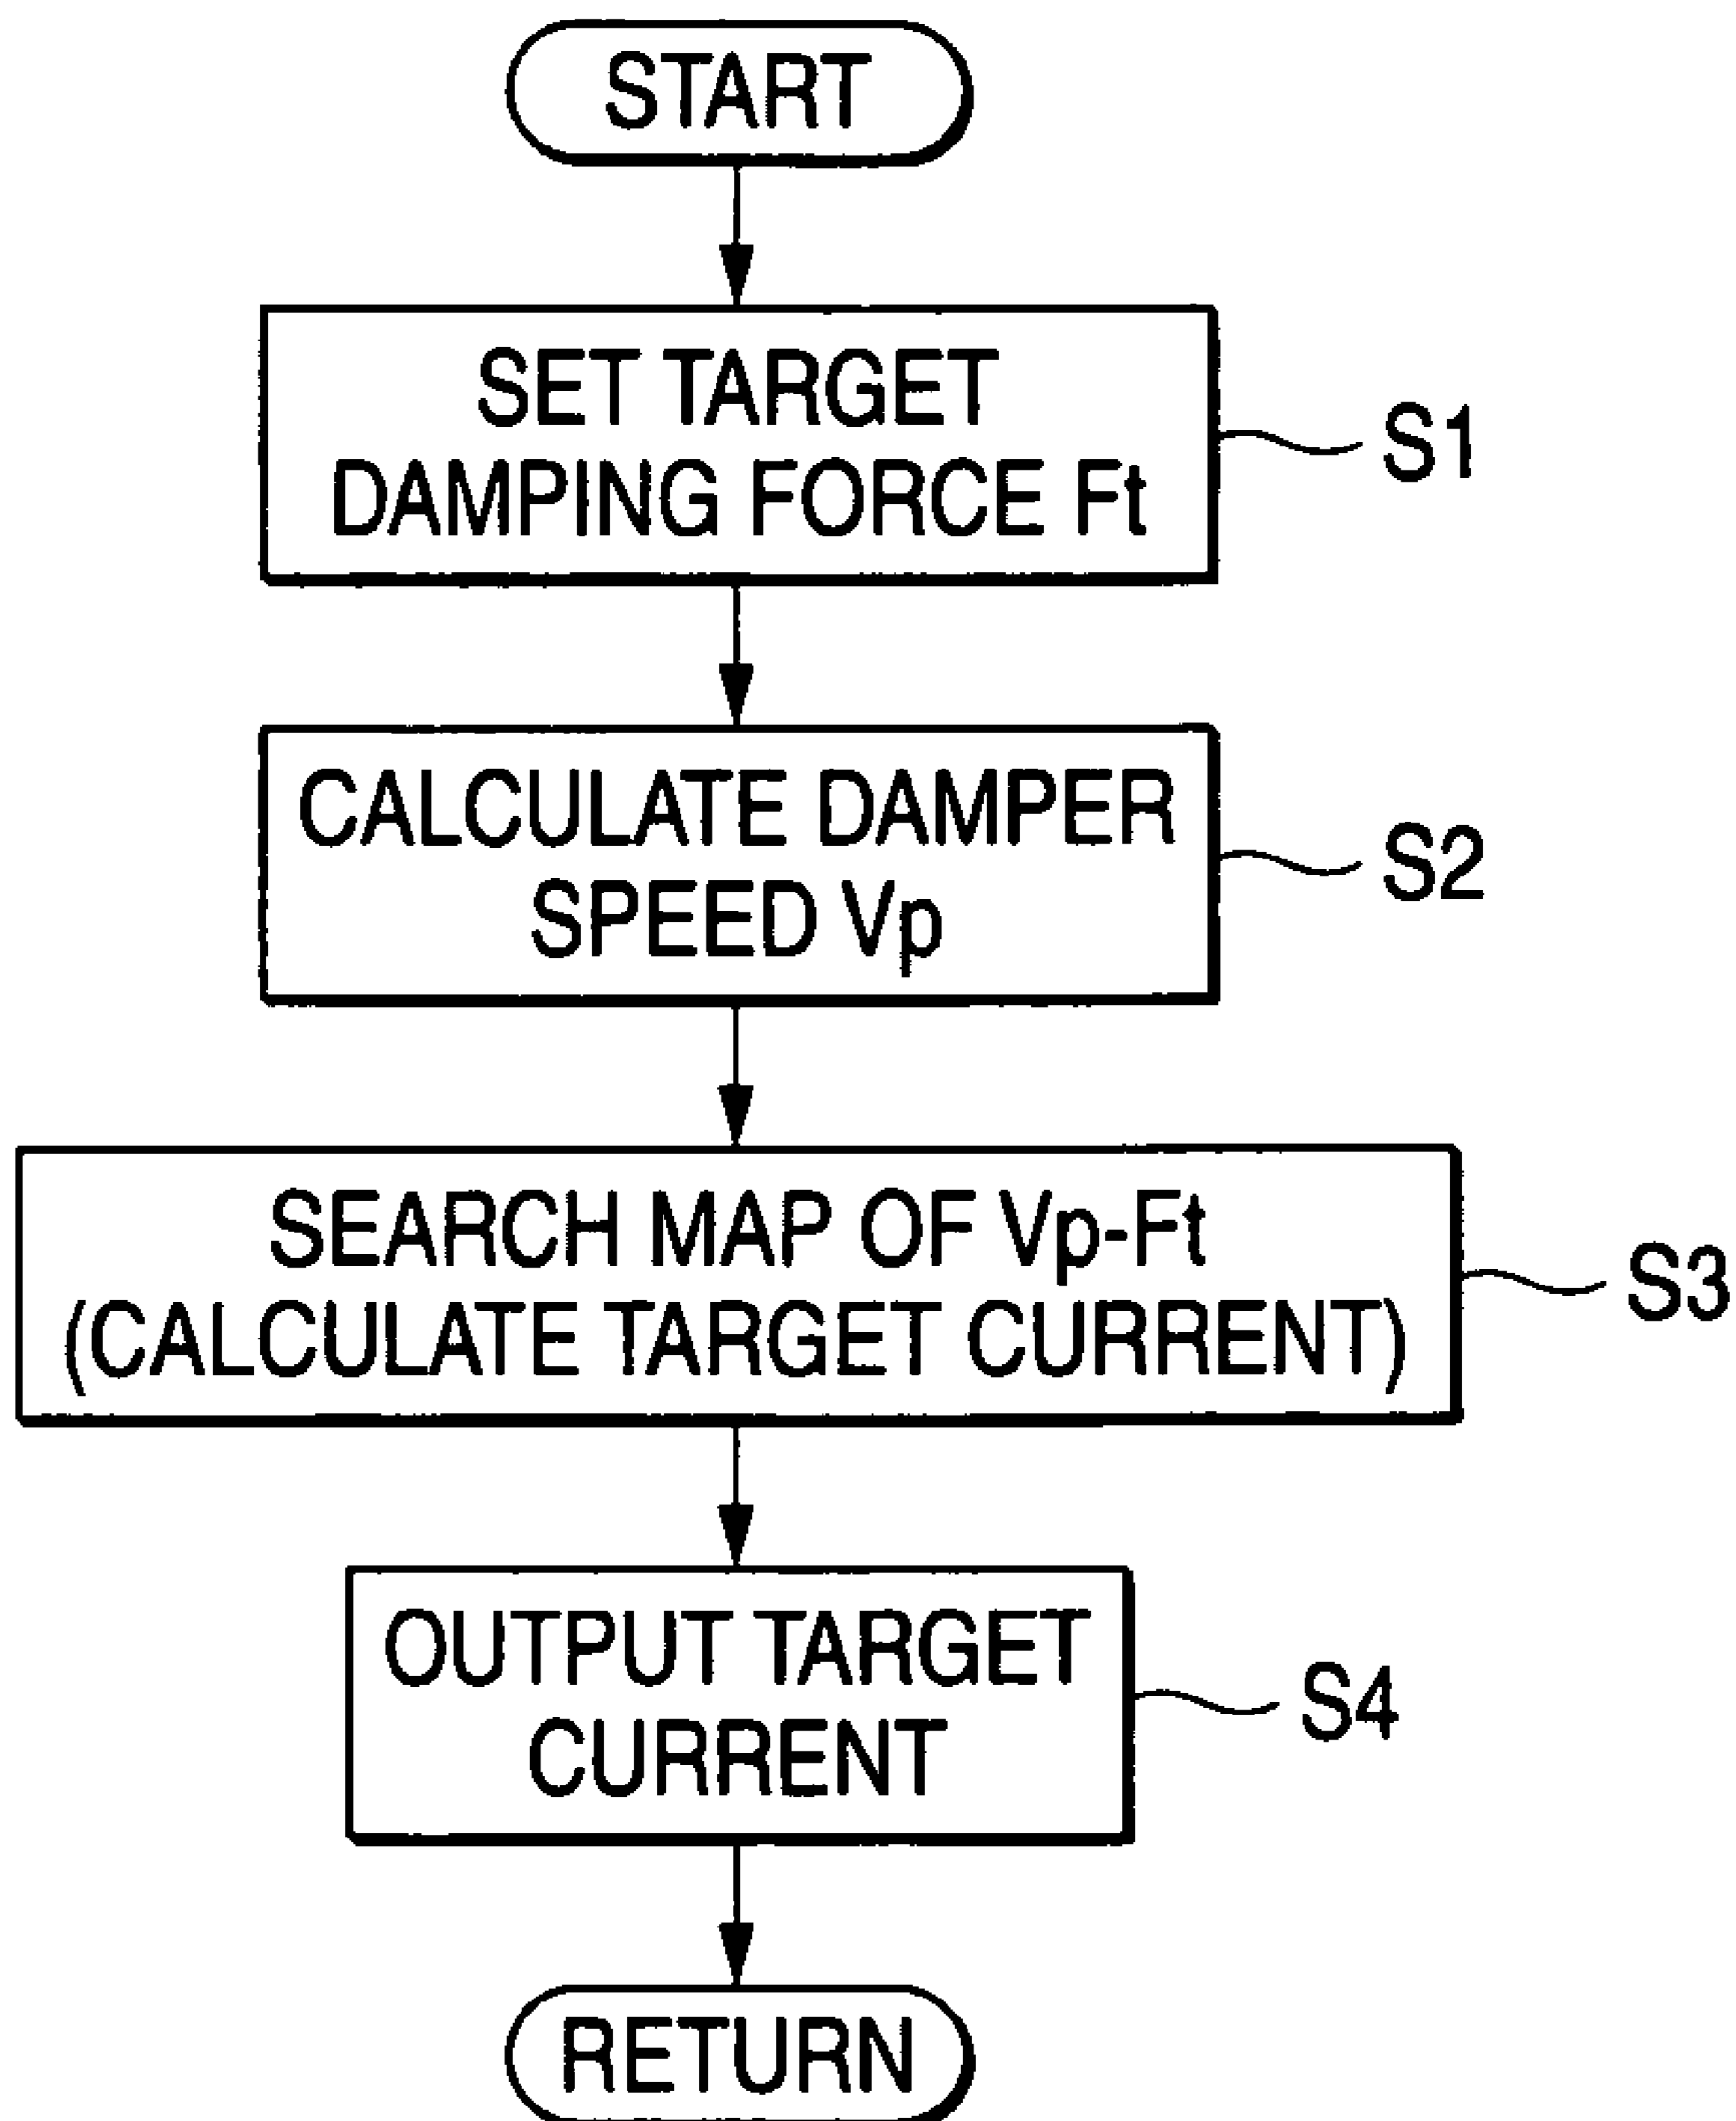 START
SET TARGET
DAMPING FORCE Ft
S1
CALCULATE DAMPER
SPEED Vp
S2
SEARCH MAP OF Vp-Ft
(CALCULATE TARGET CURRENT)
S3
OUTPUT TARGET
CURRENT
S4
RETURN